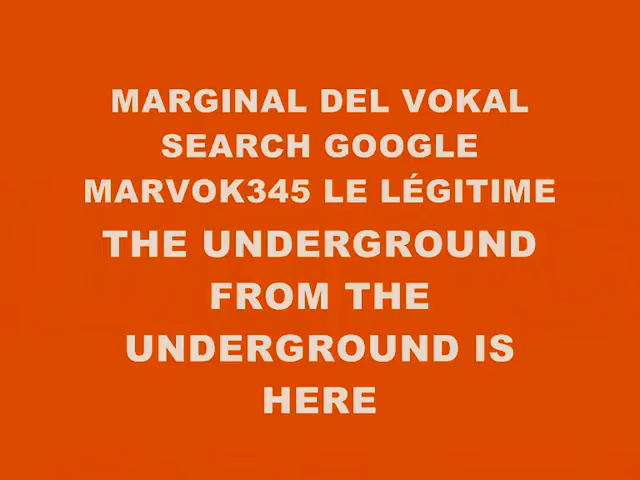 MARGINAL DEL VOKAL
SEARCH GOOGLE
MARVOK345 LE LÉGITIME
THE UNDERGROUND
FROM THE
UNDERGROUND IS
HERE